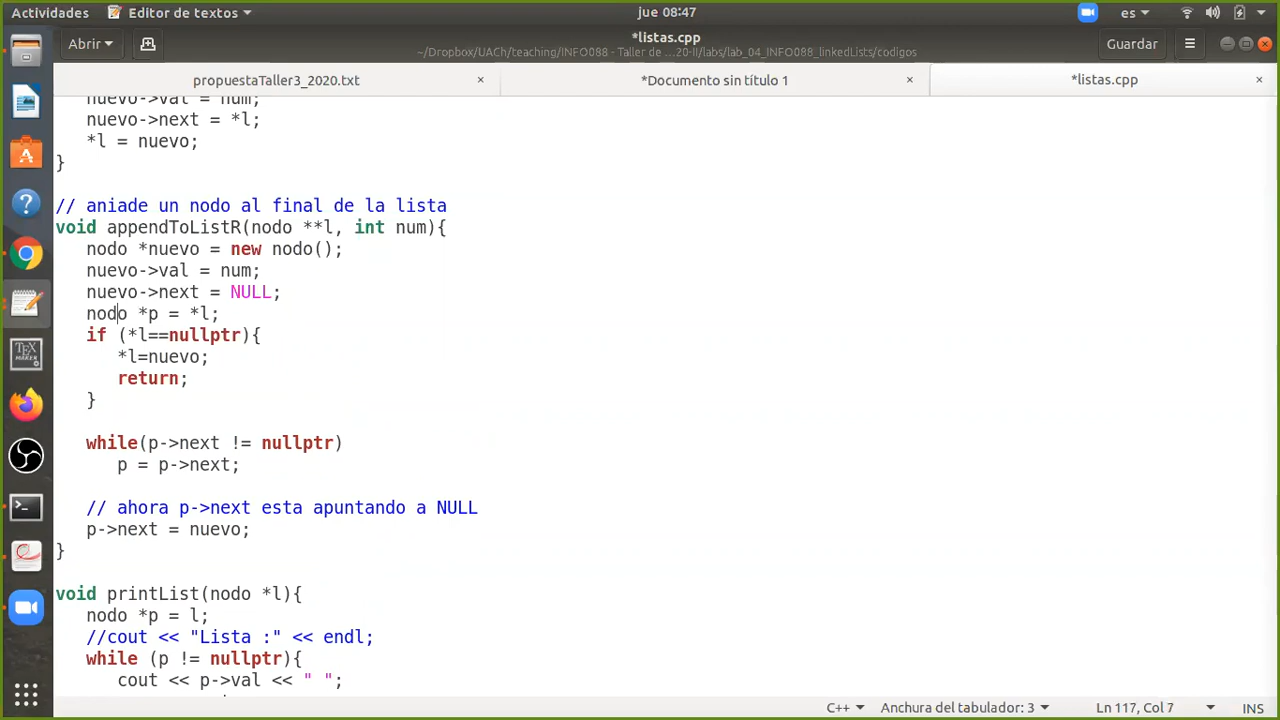 Actividades
Editor de textos
jue 08:47
es
Abrir
*listas.cpp
~/Dropbox/UACh/teaching/INFO088 - Taller de ...20-II/labs/lab_04_INFO088_linkedLists/codigos
Guardar
propuestaTaller3_2020.txt
*Documento sin título 1
*listas.cpp
nuevo->val = num;
nuevo->next = *l;
*l = nuevo;
}
// aniade un nodo al final de la lista
void appendToListR(nodo **l, int num){
nodo *nuevo = new nodo();
nuevo->val = num;
nuevo->next = NULL;
nodo *p = *l;
if (*l==nullptr){
*l=nuevo;
return;
}
while(p->next != nullptr)
p = p->next;
// ahora p->next esta apuntando a NULL
p->next = nuevo;
}
void printList(nodo *l){
nodo *p = l;
//cout << "Lista :" << endl;
while (p != nullptr){
cout << p->val << " ";
C++
Anchura del tabulador: 3
Ln 117, Col 7
INS